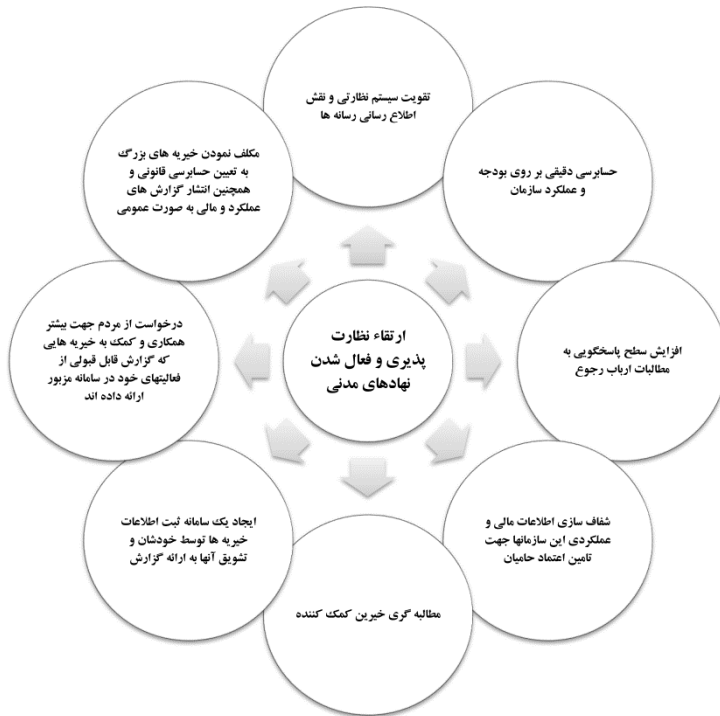 تقویت سیستم نظارتی و نقش
اطلاع رسانی رسانه ها
حسابرسی دقیقی بر روی بودجه
و عملکرد سازمان
افزایش سطح پاسخگویی به
مطالبات ارباب رجوع
شفاف سازی اطلاعات مالی و
عملکردی این سازمانها جهت
تامین اعتماد حامیان
مطالبه گری خیرین کمک کننده
ایجاد یک سامانه ثبت اطلاعات
خیریه ها توسط خودشان و
تشویق آنها به ارائه گزارش
درخواست از مردم جهت بیشتر
همکاری و کمک به خیریه هایی
که گزارش قابل قبولی از
فعالیتهای خود در سامانه مزبور
ارائه داده اند
مکلف نمودن خیریه های بزرگ
به تعیین حسابرسی قانونی و
همچنین انتشار گزارش های
عملکرد و مالی به صورت عمومی
ارتقاء نظارت
پذیری و فعال شدن
نهادهای مدنی